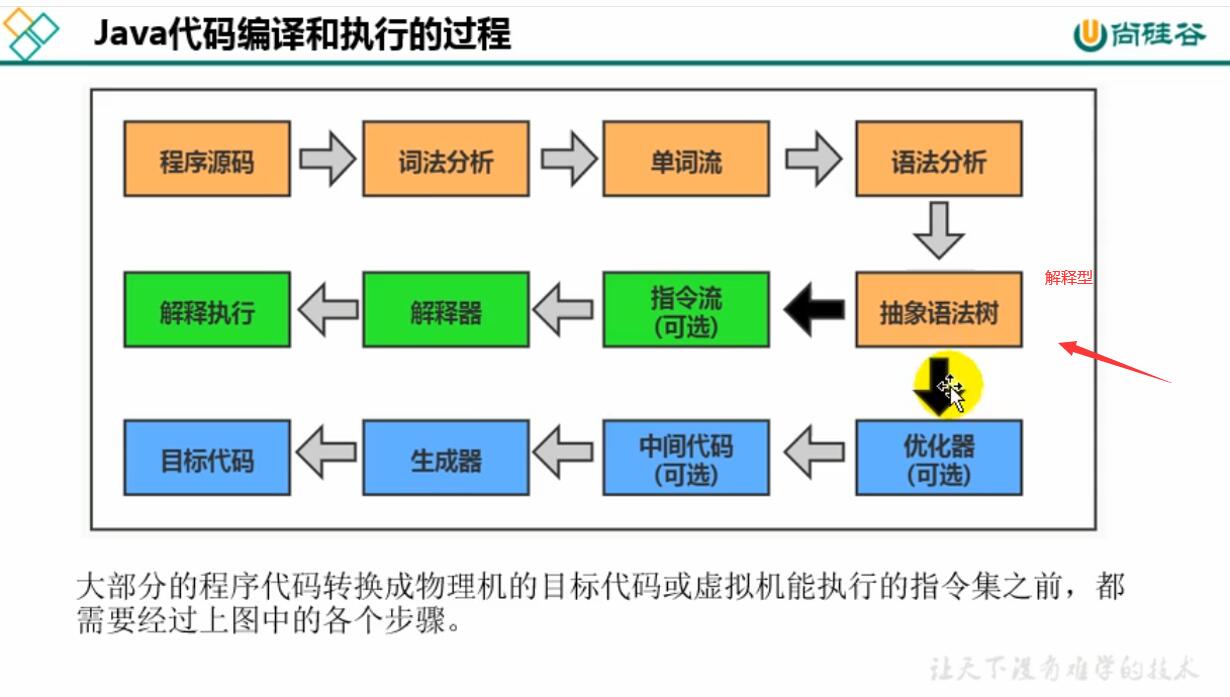 Java代码编译和执行的过程
尚硅谷
程序源码
词法分析
单词流
语法分析
解释执行
解释器
指令流
(可选)
抽象语法树
解释型
目标代码
生成器
中间代码
(可选)
优化器
(可选)
大部分的程序代码转换成物理机的目标代码或虚拟机能执行的指令集之前，都
需要经过上图中的各个步骤。
让天下没有难学的技术